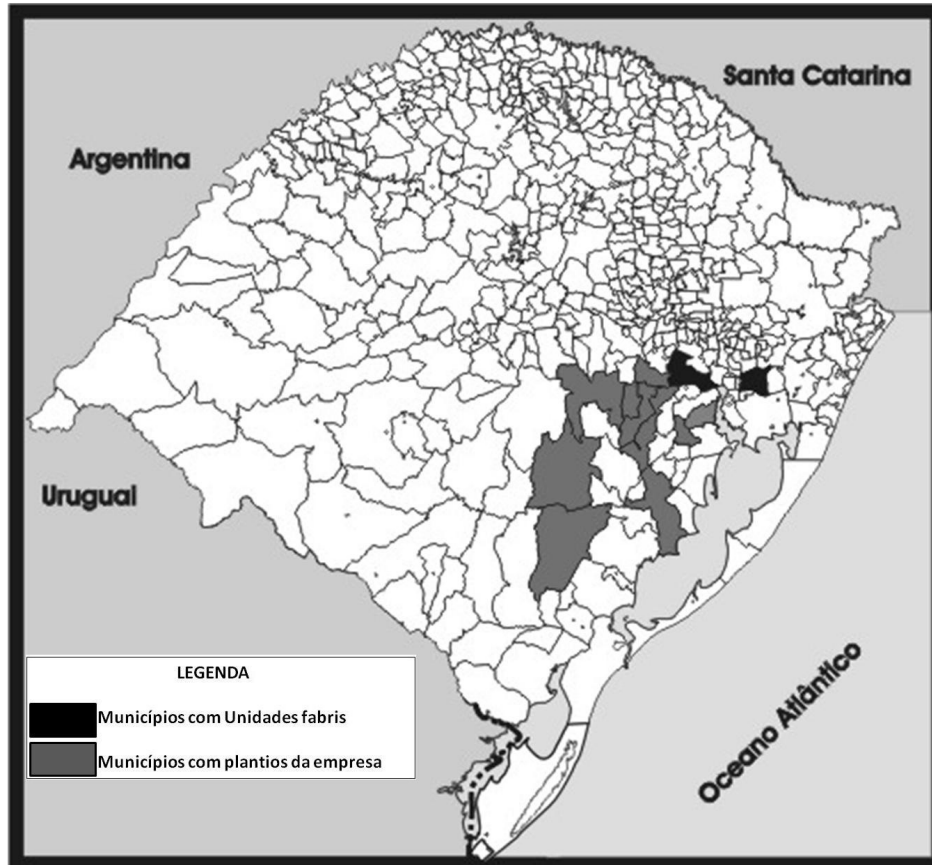 Santa Catarina
Argentina
Uruguai
LEGENDA
Municípios com Unidades fabris
Municípios com plantios da empresa
Oceano Atlântico